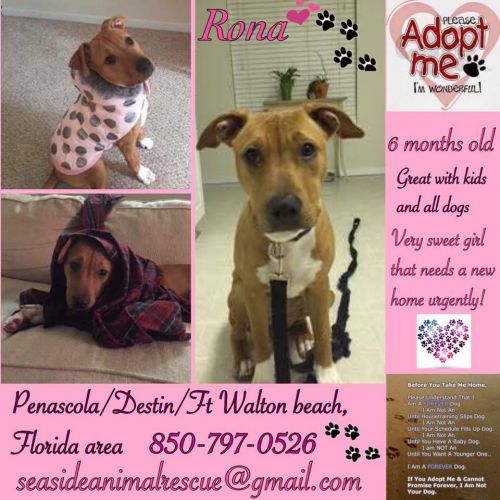 Rona
PLEASE
Adopt
me
I'M WONDERFUL!
6 months old
Great with kids
and all dogs
Very sweet girl
that needs a new
home urgently!
Before You Take Me Home,
Please Understand That I
Am A FOREVER Dog.
I Am Not An
Until Housetraining Slips Dog.
I Am Not An
Until Your Schedule Fills Up Dog.
I Am Not An
Until You Have A Baby Dog.
I am NOT An
Until You Want A Younger One..
I Am A FOREVER Dog.
If You Adopt Me & Cannot
Promise Forever, I Am Not
Your Dog.
Penascola/Destin/Ft Walton beach,
Florida area 850-797-0526
seasideanimalrescue@gmail.com